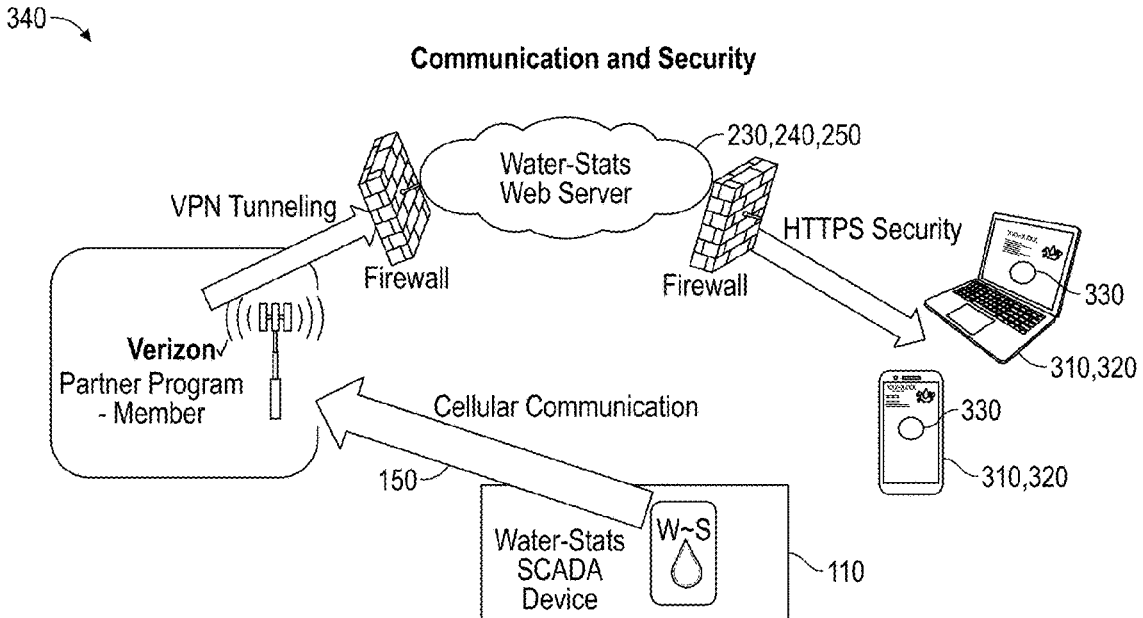 340
Communication and Security
230,240,250
Water-Stats
Web Server
VPN Tunneling
HTTPS Security
Firewall
Firewall
330
Verizon✓
Partner Program
- Member
310,320
Cellular Communication
330
150
310,320
W~S
Water-Stats
SCADA
Device
110